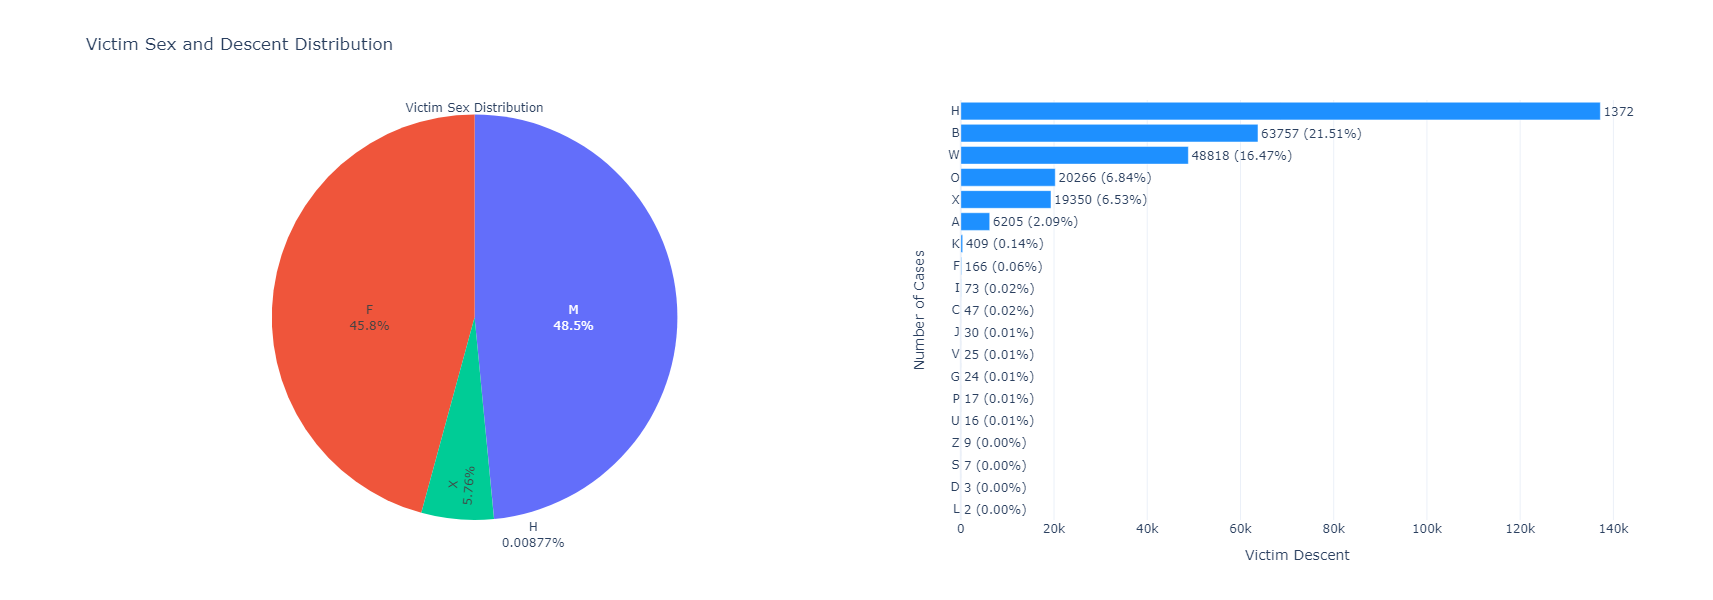 Victim Sex and Descent Distribution
Victim Sex Distribution
F
45.8%
M
48.5%
X
5.76%
H
0.00877%
Number of Cases
H 1372
B 63757 (21.51%)
W 48818 (16.47%)
O 20266 (6.84%)
X 19350 (6.53%)
A 6205 (2.09%)
K 409 (0.14%)
F 166 (0.06%)
I 73 (0.02%)
C 47 (0.02%)
J 30 (0.01%)
V 25 (0.01%)
G 24 (0.01%)
P 17 (0.01%)
U 16 (0.01%)
Z 9 (0.00%)
S 7 (0.00%)
D 3 (0.00%)
L 2 (0.00%)
0 20k 40k 60k 80k 100k 120k 140k
Victim Descent